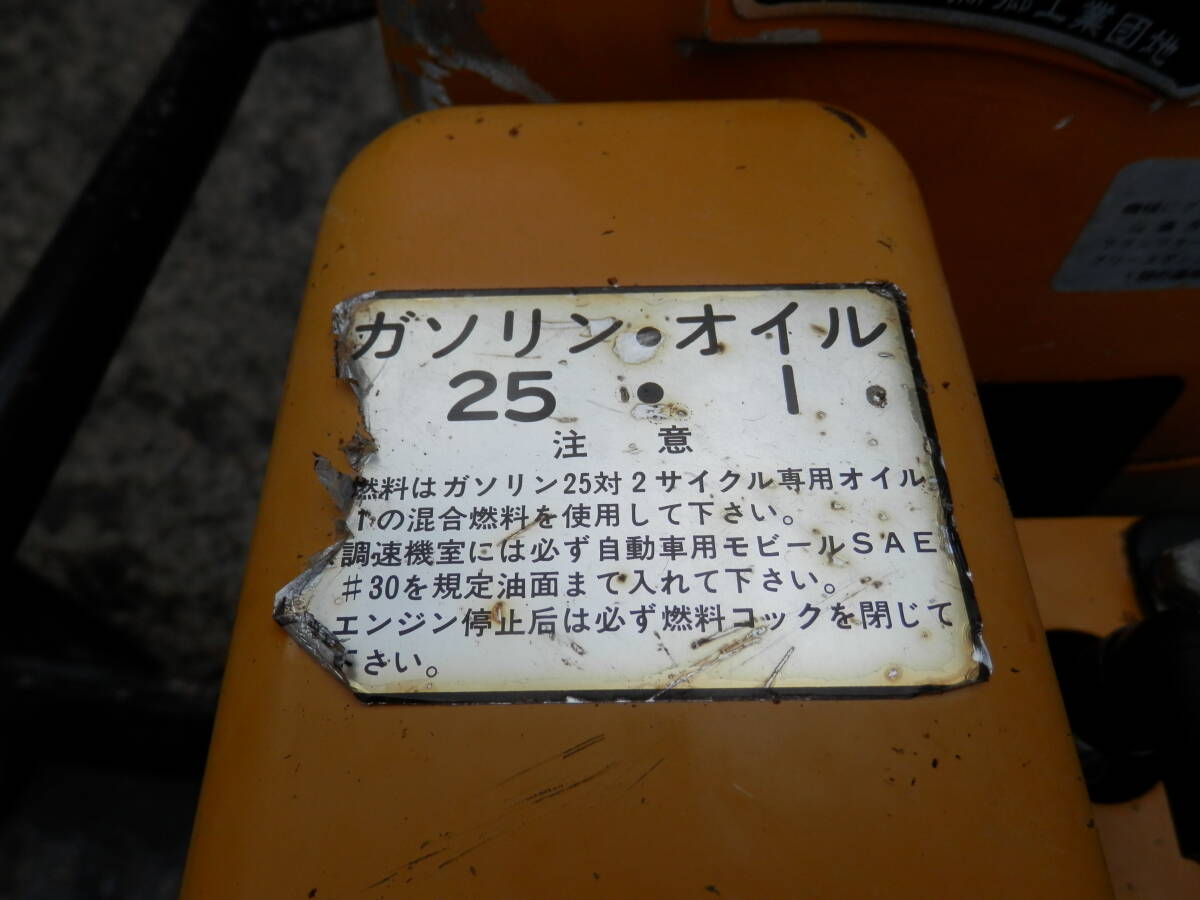 工業団地
ガソリン・オイル
25 ・ 1
注 意
燃料はガソリン25対2サイクル専用オイル
1の混合燃料を使用して下さい。
調速機室には必ず自動車用モビールSAE
#30を規定油面まで入れて下さい。
エンジン停止后は必ず燃料コックを閉じて
下さい。